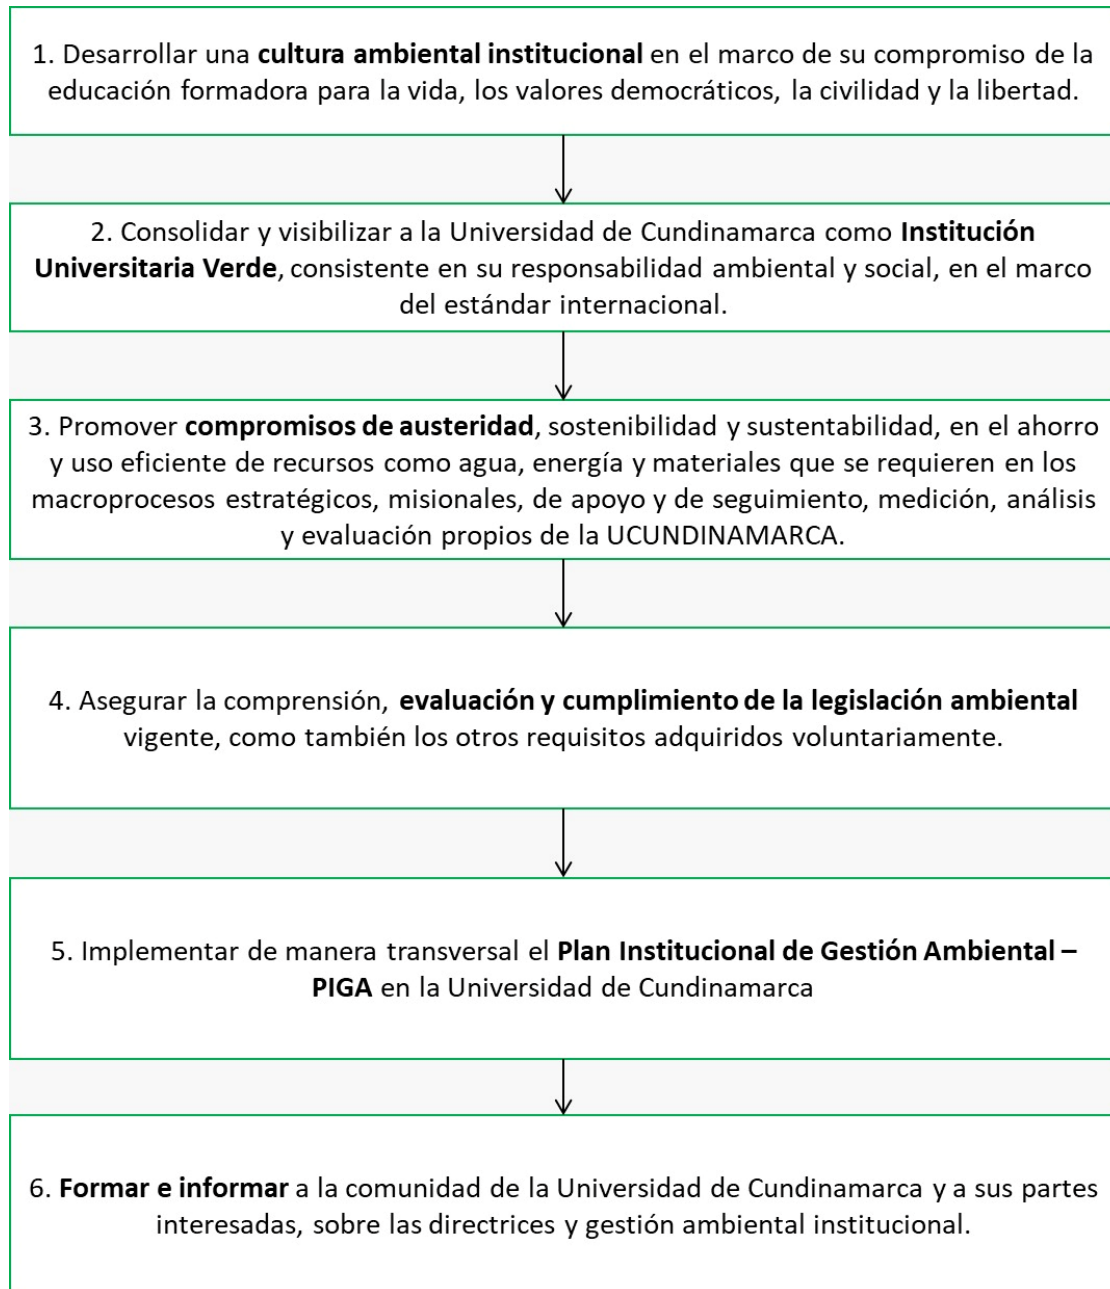 1. Desarrollar una cultura ambiental institucional en el marco de su compromiso de la
educación formadora para la vida, los valores democráticos, la civilidad y la libertad.
2. Consolidar y visibilizar a la Universidad de Cundinamarca como Institución
Universitaria Verde, consistente en su responsabilidad ambiental y social, en el marco
del estándar internacional.
3. Promover compromisos de austeridad, sostenibilidad y sustentabilidad, en el ahorro
y uso eficiente de recursos como agua, energía y materiales que se requieren en los
macroprocesos estratégicos, misionales, de apoyo y de seguimiento, medición, análisis
y evaluación propios de la UCUNDINAMARCA.
4. Asegurar la comprensión, evaluación y cumplimiento de la legislación ambiental
vigente, como también los otros requisitos adquiridos voluntariamente.
5. Implementar de manera transversal el Plan Institucional de Gestión Ambiental –
PIGA en la Universidad de Cundinamarca
6. Formar e informar a la comunidad de la Universidad de Cundinamarca y a sus partes
interesadas, sobre las directrices y gestión ambiental institucional.